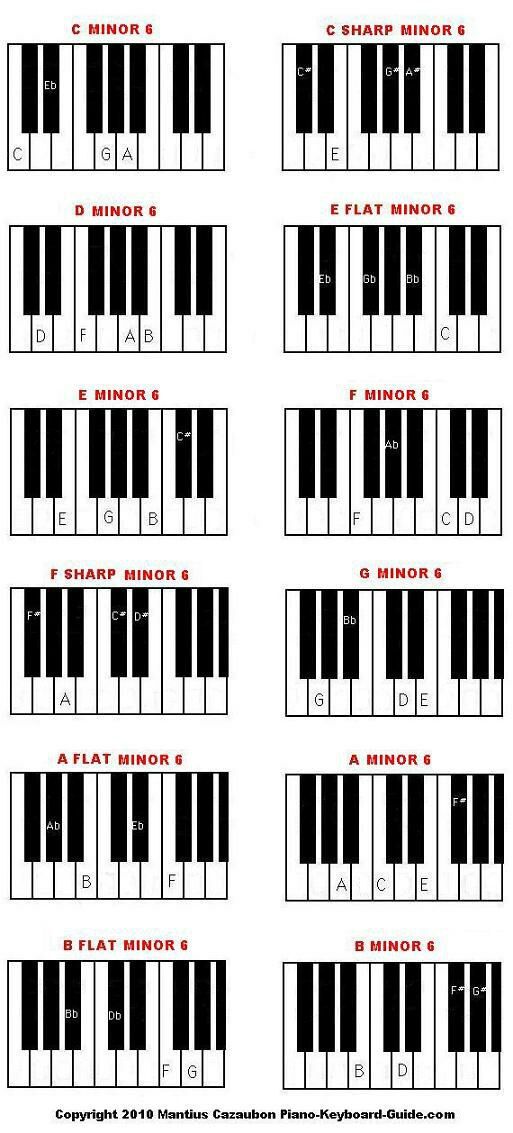 C MINOR 6
C SHARP MINOR 6
Eb
C G A
C# G# A#
E
D MINOR 6
E FLAT MINOR 6
D F A B
Eb Gb Bb
C
E MINOR 6
F MINOR 6
C#
E G B
Ab
F C D
F SHARP MINOR 6
G MINOR 6
F# C# D#
A
Bb
G D E
A FLAT MINOR 6
A MINOR 6
Ab Eb
B F
F#
A C E
B FLAT MINOR 6
B MINOR 6
Bb Db
F G
F# G#
B D
Copyright 2010 Mantius Cazaubon Piano-Keyboard-Guide.com